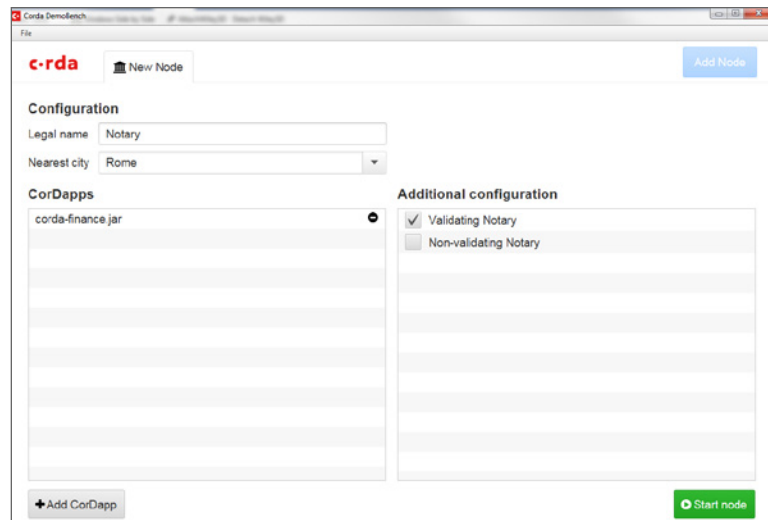 Corda DemoBench
File
c·rda
New Node
Add Node
Configuration
Legal name Notary
Nearest city Rome
CorDapps
Additional configuration
corda-finance.jar
Validating Notary
Non-validating Notary
Add CorDapp
Start node